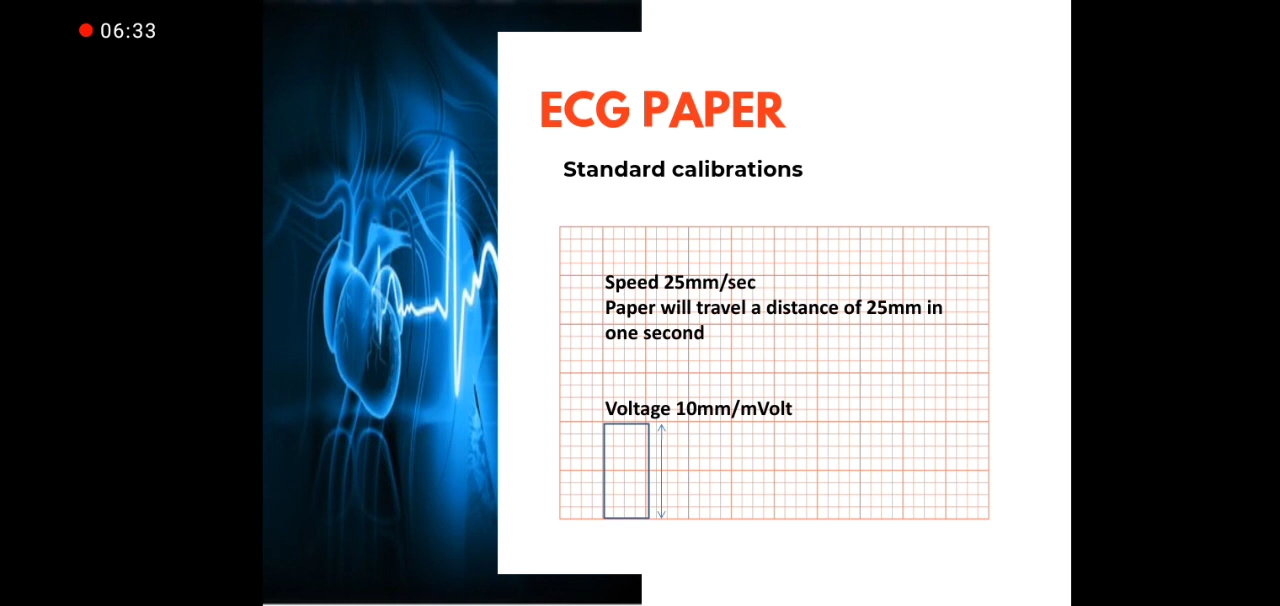 06:33
ECG PAPER
Standard calibrations
Speed 25mm/sec
Paper will travel a distance of 25mm in
one second
Voltage 10mm/mVolt